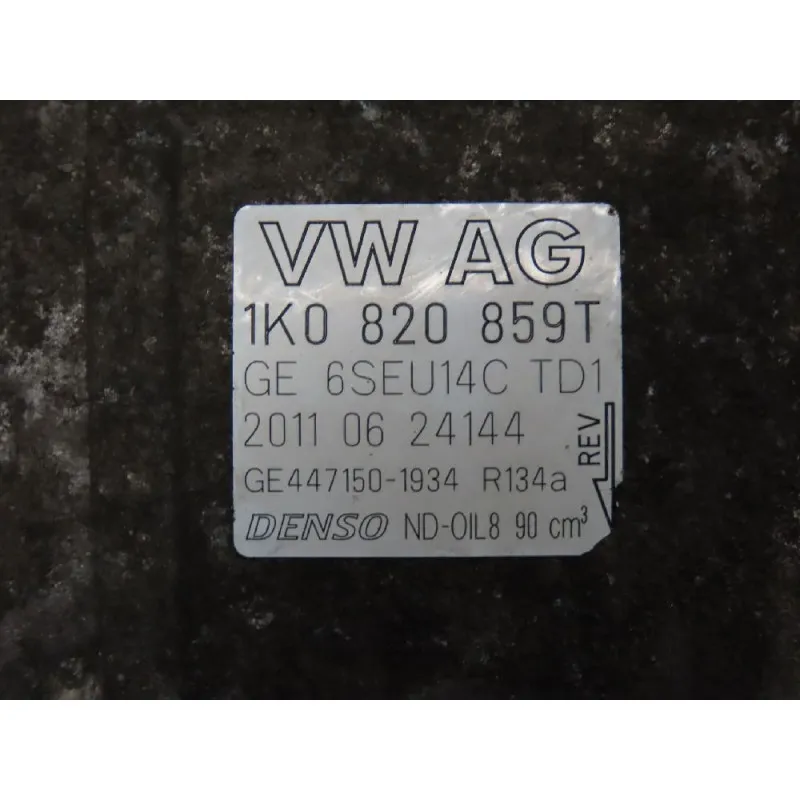 VW AG
1K0 820 859T
GE 6SEU14C TD1
2011 06 24144
REV
GE447150-1934 R134a
DENSO ND-OIL8 90 cm³